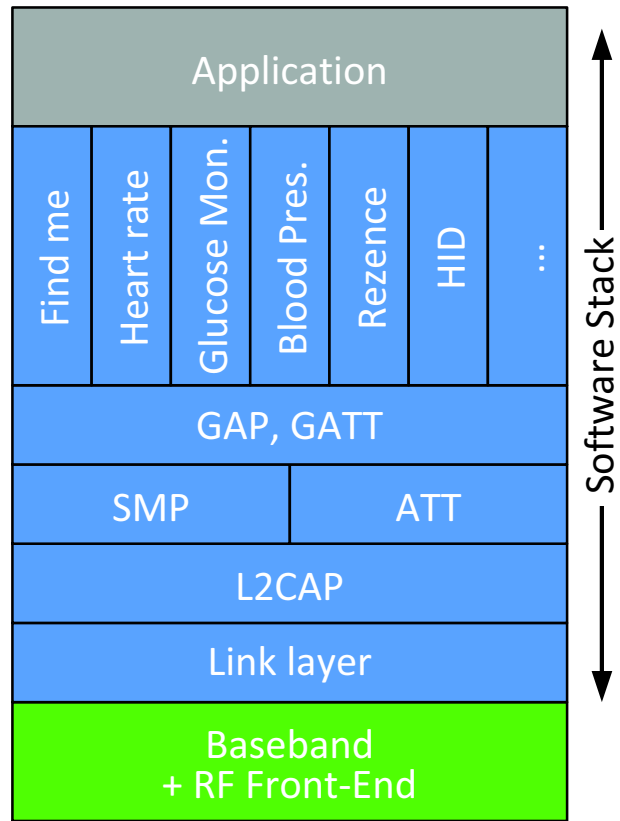 Application
Find me
Heart rate
Glucose Mon.
Blood Pres.
Rezence
HID
...
GAP, GATT
SMP
ATT
L2CAP
Link layer
Baseband
+ RF Front-End
Software Stack